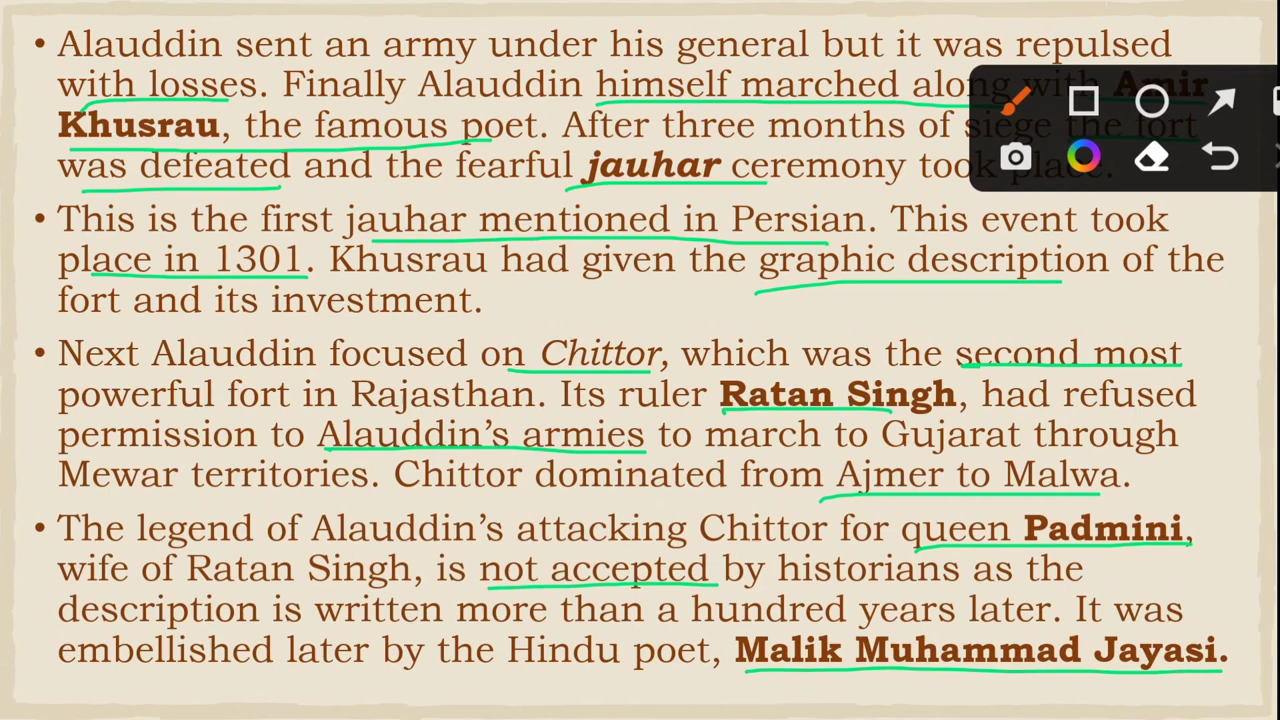 • Alauddin sent an army under his general but it was repulsed
with losses. Finally Alauddin himself marched along with Amir
Khusrau, the famous poet. After three months of siege the fort
was defeated and the fearful jauhar ceremony took place.
• This is the first jauhar mentioned in Persian. This event took
place in 1301. Khusrau had given the graphic description of the
fort and its investment.
• Next Alauddin focused on Chittor, which was the second most
powerful fort in Rajasthan. Its ruler Ratan Singh, had refused
permission to Alauddin’s armies to march to Gujarat through
Mewar territories. Chittor dominated from Ajmer to Malwa.
• The legend of Alauddin’s attacking Chittor for queen Padmini,
wife of Ratan Singh, is not accepted by historians as the
description is written more than a hundred years later. It was
embellished later by the Hindu poet, Malik Muhammad Jayasi.